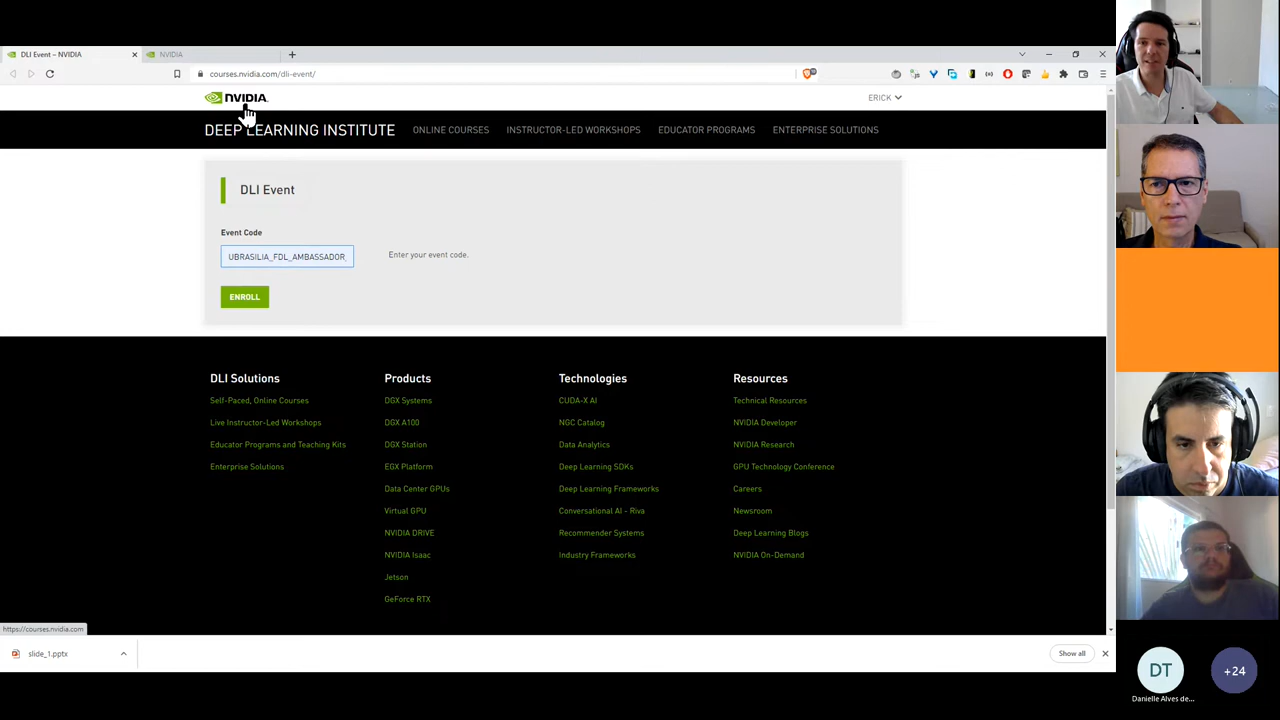 DLI Event – NVIDIA
NVIDIA
courses.nvidia.com/dli-event/
NVIDIA.
ERICK
DEEP LEARNING INSTITUTE
ONLINE COURSES
INSTRUCTOR-LED WORKSHOPS
EDUCATOR PROGRAMS
ENTERPRISE SOLUTIONS
DLI Event
Event Code
UBRASILIA_FDL_AMBASSADOR_
Enter your event code.
ENROLL
DLI Solutions
Self-Paced, Online Courses
Live Instructor-Led Workshops
Educator Programs and Teaching Kits
Enterprise Solutions
Products
DGX Systems
DGX A100
DGX Station
EGX Platform
Data Center GPUs
Virtual GPU
NVIDIA DRIVE
NVIDIA Isaac
Jetson
GeForce RTX
Technologies
CUDA-X AI
NGC Catalog
Data Analytics
Deep Learning SDKs
Deep Learning Frameworks
Conversational AI - Riva
Recommender Systems
Industry Frameworks
Resources
Technical Resources
NVIDIA Developer
NVIDIA Research
GPU Technology Conference
Careers
Newsroom
Deep Learning Blogs
NVIDIA On-Demand
https://courses.nvidia.com
slide_1.pptx
Show all
DT
Danielle Alves de...
+24